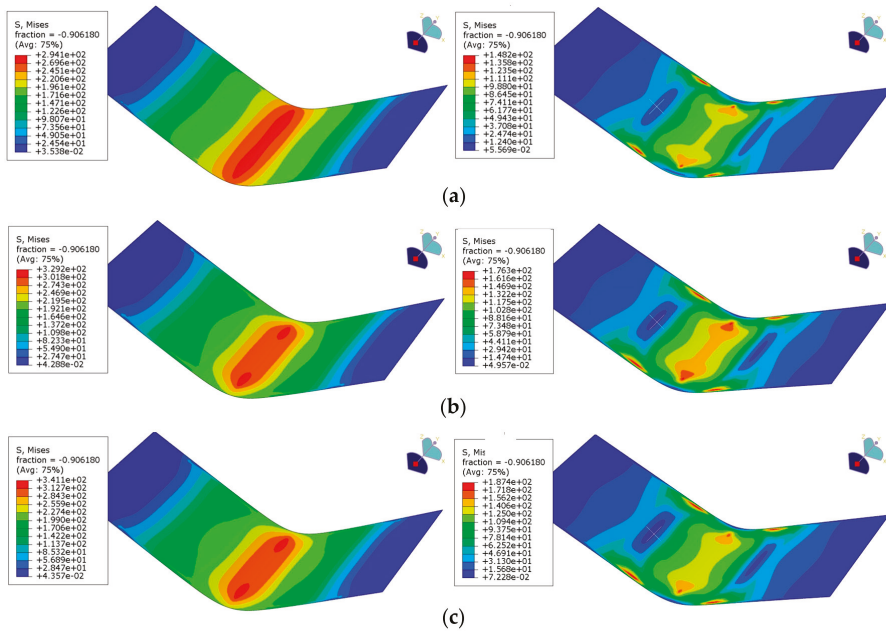 S, Mises
fraction = -0.906180
(Avg: 75%)
+2.941e+02
+2.696e+02
+2.451e+02
+2.206e+02
+1.961e+02
+1.716e+02
+1.471e+02
+1.226e+02
+9.807e+01
+7.356e+01
+4.905e+01
+2.454e+01
+3.538e-02
S, Mises
fraction = -0.906180
(Avg: 75%)
+1.482e+02
+1.358e+02
+1.235e+02
+1.111e+02
+9.880e+01
+8.645e+01
+7.411e+01
+6.177e+01
+4.943e+01
+3.708e+01
+2.474e+01
+1.240e+01
+5.569e-02
(a)
S, Mises
fraction = -0.906180
(Avg: 75%)
+3.292e+02
+3.018e+02
+2.743e+02
+2.469e+02
+2.195e+02
+1.921e+02
+1.646e+02
+1.372e+02
+1.098e+02
+8.233e+01
+5.490e+01
+2.747e+01
+4.288e-02
S, Mises
fraction = -0.906180
(Avg: 75%)
+1.763e+02
+1.616e+02
+1.469e+02
+1.322e+02
+1.175e+02
+1.028e+02
+8.816e+01
+7.348e+01
+5.879e+01
+4.411e+01
+2.942e+01
+1.474e+01
+4.957e-02
(b)
S, Mises
fraction = -0.906180
(Avg: 75%)
+3.411e+02
+3.127e+02
+2.843e+02
+2.559e+02
+2.274e+02
+1.990e+02
+1.706e+02
+1.422e+02
+1.137e+02
+8.532e+01
+5.689e+01
+2.847e+01
+4.357e-02
S, Mis
fraction = -0.906180
(Avg: 75%)
+1.874e+02
+1.718e+02
+1.562e+02
+1.406e+02
+1.250e+02
+1.094e+02
+9.375e+01
+7.814e+01
+6.252e+01
+4.691e+01
+3.130e+01
+1.568e+01
+7.228e-02
(c)